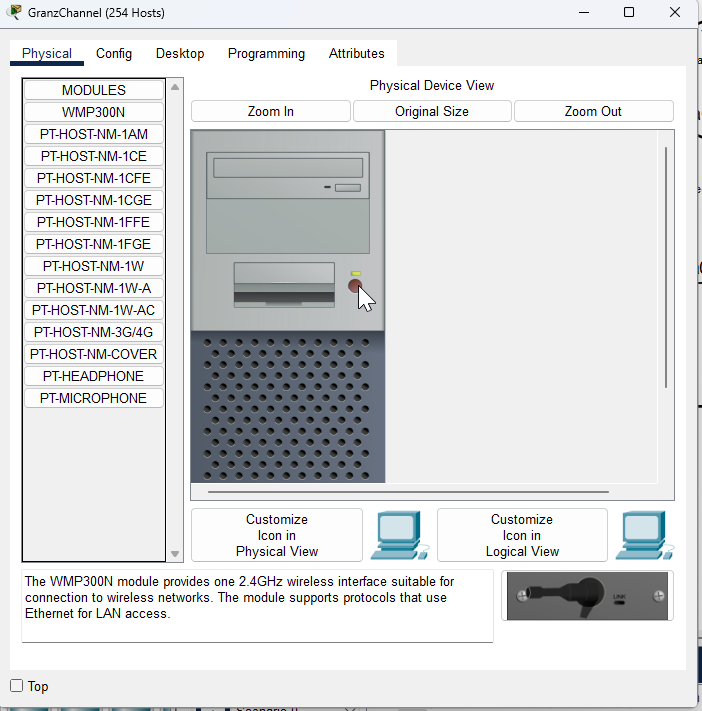 GranzChannel (254 Hosts)
Physical Config Desktop Programming Attributes
MODULES
WMP300N
PT-HOST-NM-1AM
PT-HOST-NM-1CE
PT-HOST-NM-1CFE
PT-HOST-NM-1CGE
PT-HOST-NM-1FFE
PT-HOST-NM-1FGE
PT-HOST-NM-1W
PT-HOST-NM-1W-A
PT-HOST-NM-1W-AC
PT-HOST-NM-3G/4G
PT-HOST-NM-COVER
PT-HEADPHONE
PT-MICROPHONE
Physical Device View
Zoom In Original Size Zoom Out
Customize
Icon in
Physical View
Customize
Icon in
Logical View
The WMP300N module provides one 2.4GHz wireless interface suitable for
connection to wireless networks. The module supports protocols that use
Ethernet for LAN access.
LINK
Top